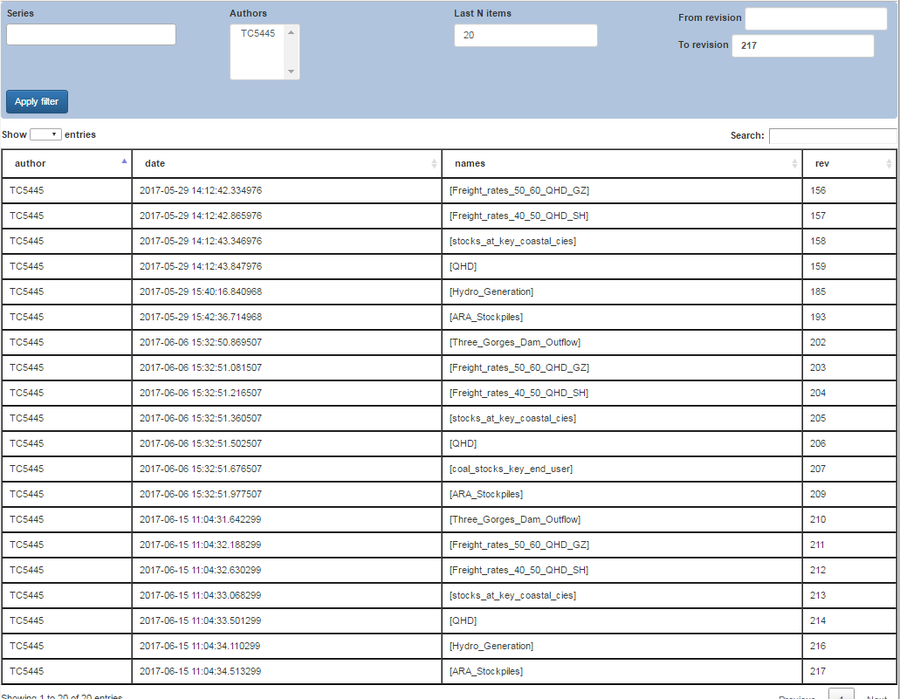 Series Authors Last N items From revision
TC5445 20 To revision 217
Apply filter
Show entries Search:
author date names rev
TC5445 2017-05-29 14:12:42.334976 [Freight_rates_50_60_QHD_GZ] 156
TC5445 2017-05-29 14:12:42.865976 [Freight_rates_40_50_QHD_SH] 157
TC5445 2017-05-29 14:12:43.346976 [stocks_at_key_coastal_cies] 158
TC5445 2017-05-29 14:12:43.847976 [QHD] 159
TC5445 2017-05-29 15:40:16.840968 [Hydro_Generation] 185
TC5445 2017-05-29 15:42:36.714968 [ARA_Stockpiles] 193
TC5445 2017-06-06 15:32:50.869507 [Three_Gorges_Dam_Outflow] 202
TC5445 2017-06-06 15:32:51.081507 [Freight_rates_50_60_QHD_GZ] 203
TC5445 2017-06-06 15:32:51.216507 [Freight_rates_40_50_QHD_SH] 204
TC5445 2017-06-06 15:32:51.360507 [stocks_at_key_coastal_cies] 205
TC5445 2017-06-06 15:32:51.502507 [QHD] 206
TC5445 2017-06-06 15:32:51.676507 [coal_stocks_key_end_user] 207
TC5445 2017-06-06 15:32:51.977507 [ARA_Stockpiles] 209
TC5445 2017-06-15 11:04:31.642299 [Three_Gorges_Dam_Outflow] 210
TC5445 2017-06-15 11:04:32.188299 [Freight_rates_50_60_QHD_GZ] 211
TC5445 2017-06-15 11:04:32.630299 [Freight_rates_40_50_QHD_SH] 212
TC5445 2017-06-15 11:04:33.068299 [stocks_at_key_coastal_cies] 213
TC5445 2017-06-15 11:04:33.501299 [QHD] 214
TC5445 2017-06-15 11:04:34.110299 [Hydro_Generation] 216
TC5445 2017-06-15 11:04:34.513299 [ARA_Stockpiles] 217
Showing 1 to 20 of 20 entries Previous 1 Next